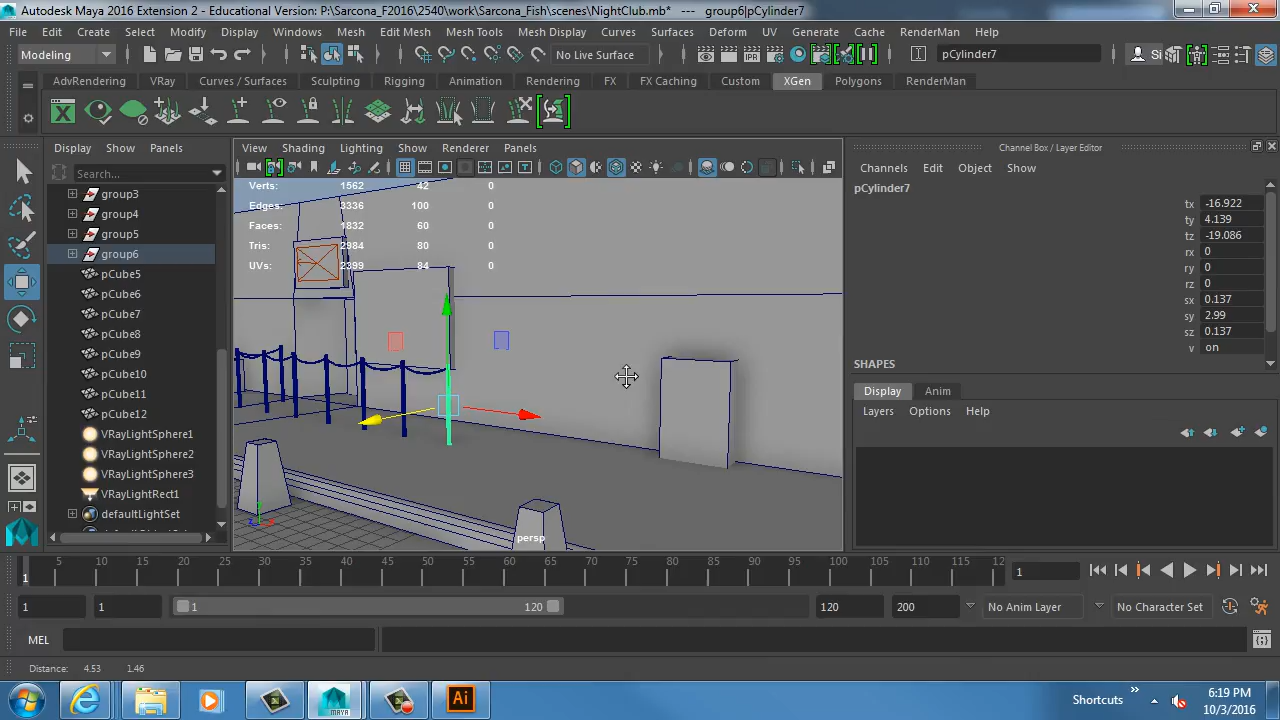 Autodesk Maya 2016 Extension 2 - Educational Version: P:\Sarcona_F2016\2540\work\Sarcona_Fish\scenes\NightClub.mb* --- group6|pCylinder7
File Edit Create Select Modify Display Windows Mesh Edit Mesh Mesh Tools Mesh Display Curves Surfaces Deform UV Generate Cache RenderMan Help
Modeling No Live Surface pCylinder7 Si
AdvRendering VRay Curves / Surfaces Sculpting Rigging Animation Rendering FX FX Caching Custom XGen Polygons RenderMan
Display Show Panels View Shading Lighting Show Renderer Panels Channel Box / Layer Editor
Search...
Channels Edit Object Show
group3
group4
group5
group6
pCube5
pCube6
pCube7
pCube8
pCube9
pCube10
pCube11
pCube12
VRayLightSphere1
VRayLightSphere2
VRayLightSphere3
VRayLightRect1
defaultLightSet
Verts: 1562 42 0
Edges: 3336 100 0
Faces: 1832 60 0
Tris: 2984 80 0
UVs: 2399 84 0
persp
pCylinder7
tx -16.922
ty 4.139
tz -19.086
rx 0
ry 0
rz 0
sx 0.137
sy 2.99
sz 0.137
v on
SHAPES
Display Anim
Layers Options Help
1 5 10 15 20 25 30 35 40 45 50 55 60 65 70 75 80 85 90 95 100 105 110 115 12 1
1 1 1 120 120 200 No Anim Layer No Character Set
MEL
Distance: 4.53 1.46
MAYA Ai Shortcuts 6:19 PM
10/3/2016